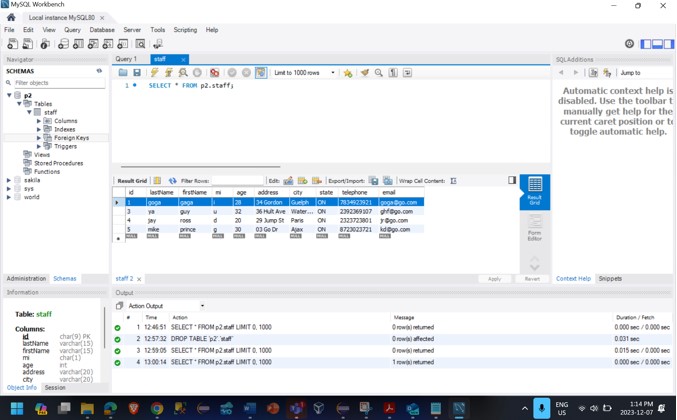 MySQL Workbench
Local instance MySQL80 ×
File Edit View Query Database Server Tools Scripting Help
Navigator
SCHEMAS
Filter objects
p2
Tables
staff
Columns
Indexes
Foreign Keys
Triggers
Views
Stored Procedures
Functions
sakila
sys
world
Administration Schemas
Information
Table: staff
Columns:
id char(9) PK
lastName varchar(15)
firstName varchar(15)
mi char(1)
age int
address varchar(20)
city varchar(20)
Object Info Session
Query 1 staff ×
Limit to 1000 rows
1 SELECT * FROM p2.staff;
Result Grid Filter Rows: Edit: Export/Import: Wrap Cell Content:
id lastName firstName mi age address city state telephone email
1 goga gaga i 28 34 Gordon Guelph ON 7834923921 goga@go.com
3 ya guy u 32 36 Hult Ave Water... ON 2392369107 ghf@go.com
4 jay ross d 20 29 Jump St Paris ON 2323723801 jr@go.com
5 mike prince g 30 03 Go Dr Ajax ON 8723023721 kd@go.com
NULL NULL NULL NULL NULL NULL NULL NULL NULL NULL
Result Grid
Form Editor
staff 2 × Apply Revert
Output
Action Output
# Time Action Message Duration / Fetch
1 12:46:51 SELECT * FROM p2.staff LIMIT 0, 1000 0 row(s) returned 0.000 sec / 0.000 sec
2 12:57:32 DROP TABLE `p2`.`staff` 0 row(s) affected 0.031 sec
3 12:59:05 SELECT * FROM p2.staff LIMIT 0, 1000 0 row(s) returned 0.015 sec / 0.000 sec
4 13:00:14 SELECT * FROM p2.staff LIMIT 0, 1000 0 row(s) returned 0.000 sec / 0.000 sec
SQLAdditions
Jump to
Automatic context help is
disabled. Use the toolbar t
manually get help for the
current caret position or to
toggle automatic help.
Context Help Snippets
ENG
US
1:14 PM
2023-12-07